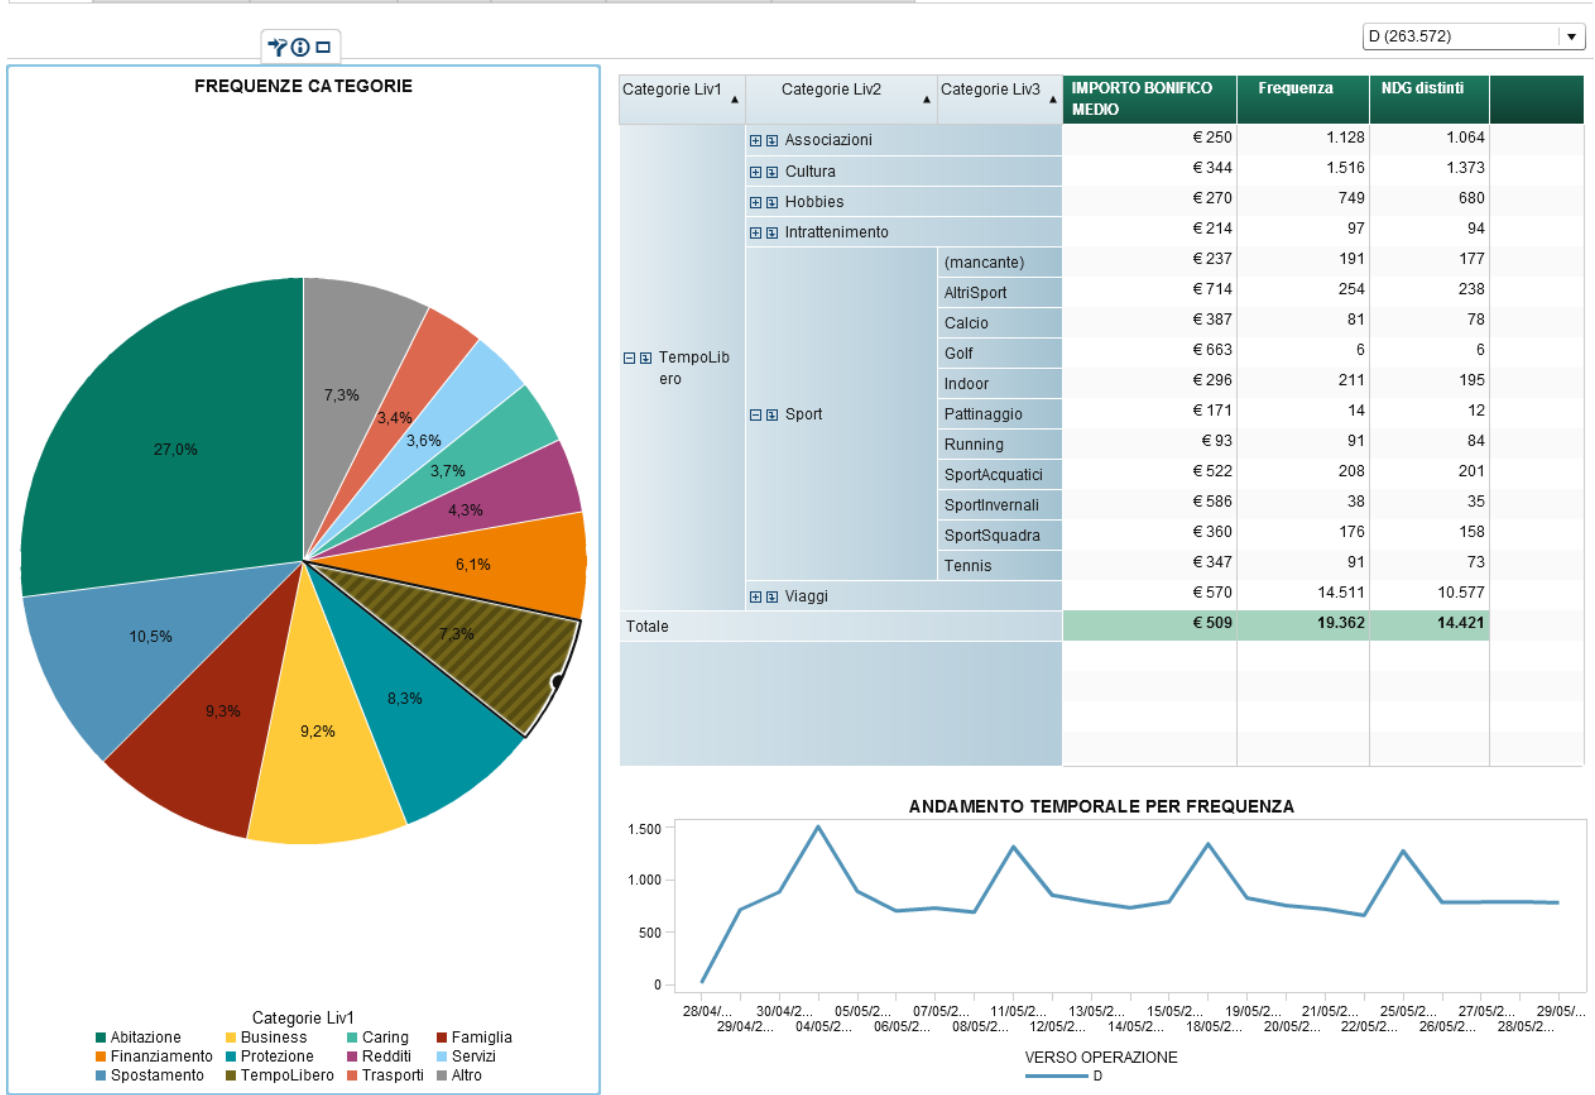 D (263.572)
FREQUENZE CATEGORIE
7,3%
3,4%
3,6%
3,7%
4,3%
6,1%
7,3%
8,3%
9,2%
9,3%
10,5%
27,0%
Categorie Liv1
Abitazione Business Caring Famiglia
Finanziamento Protezione Redditi Servizi
Spostamento TempoLibero Trasporti Altro
Categorie Liv1 Categorie Liv2 Categorie Liv3 IMPORTO BONIFICO MEDIO Frequenza NDG distinti
TempoLib
ero
Associazioni € 250 1.128 1.064
Cultura € 344 1.516 1.373
Hobbies € 270 749 680
Intrattenimento € 214 97 94
Sport
(mancante) € 237 191 177
AltriSport € 714 254 238
Calcio € 387 81 78
Golf € 663 6 6
Indoor € 296 211 195
Pattinaggio € 171 14 12
Running € 93 91 84
SportAcquatici € 522 208 201
SportInvernali € 586 38 35
SportSquadra € 360 176 158
Tennis € 347 91 73
Viaggi € 570 14.511 10.577
Totale € 509 19.362 14.421
ANDAMENTO TEMPORALE PER FREQUENZA
1.500
1.000
500
0
28/04/... 30/04/2... 05/05/2... 07/05/2... 11/05/2... 13/05/2... 15/05/2... 19/05/2... 21/05/2... 25/05/2... 27/05/2... 29/05/...
29/04/2... 04/05/2... 06/05/2... 08/05/2... 12/05/2... 14/05/2... 18/05/2... 20/05/2... 22/05/2... 26/05/2... 28/05/2...
VERSO OPERAZIONE
D